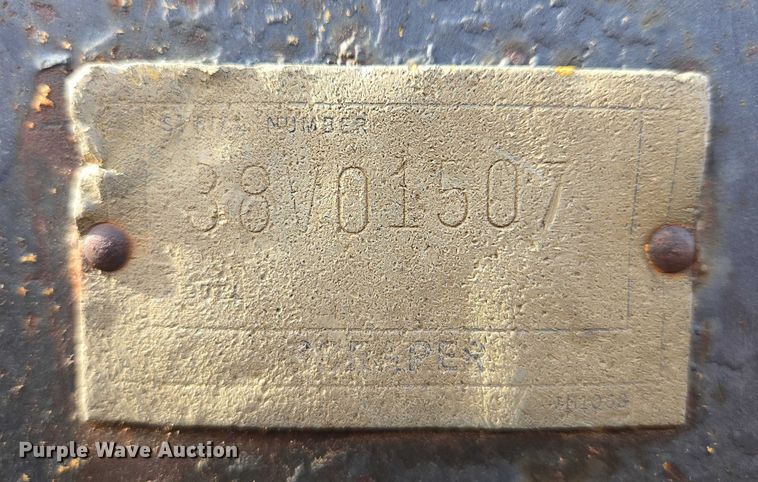 SERIAL NUMBER
38V01507
SCRAPER
Purple Wave Auction